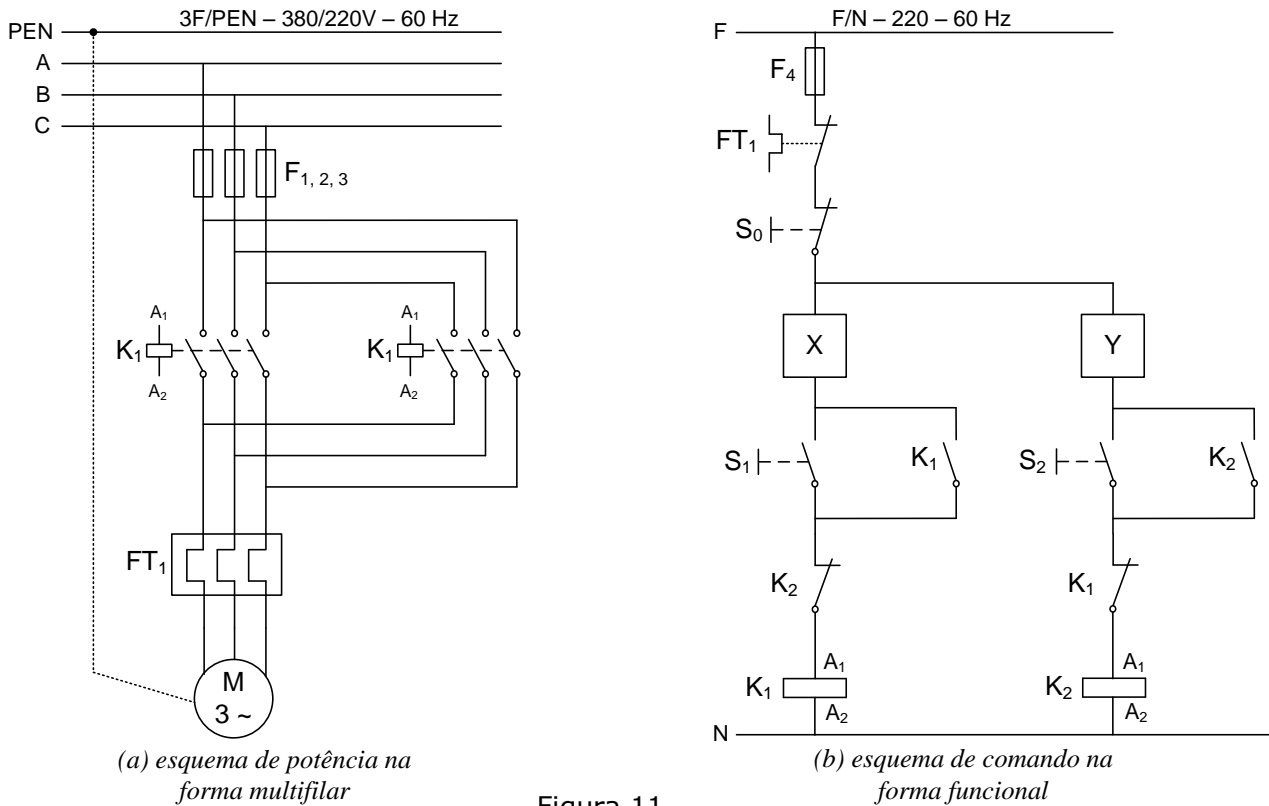 3F/PEN – 380/220V – 60 Hz
PEN
A
B
C
F1, 2, 3
A1
K1
A2
A1
K1
A2
FT1
M
3 ~
(a) esquema de potência na
forma multifilar
F/N – 220 – 60 Hz
F
F4
FT1
S0
X
Y
S1
K1
S2
K2
K2
K1
A1
K1
A2
A1
K2
A2
N
(b) esquema de comando na
forma funcional
Figura 11